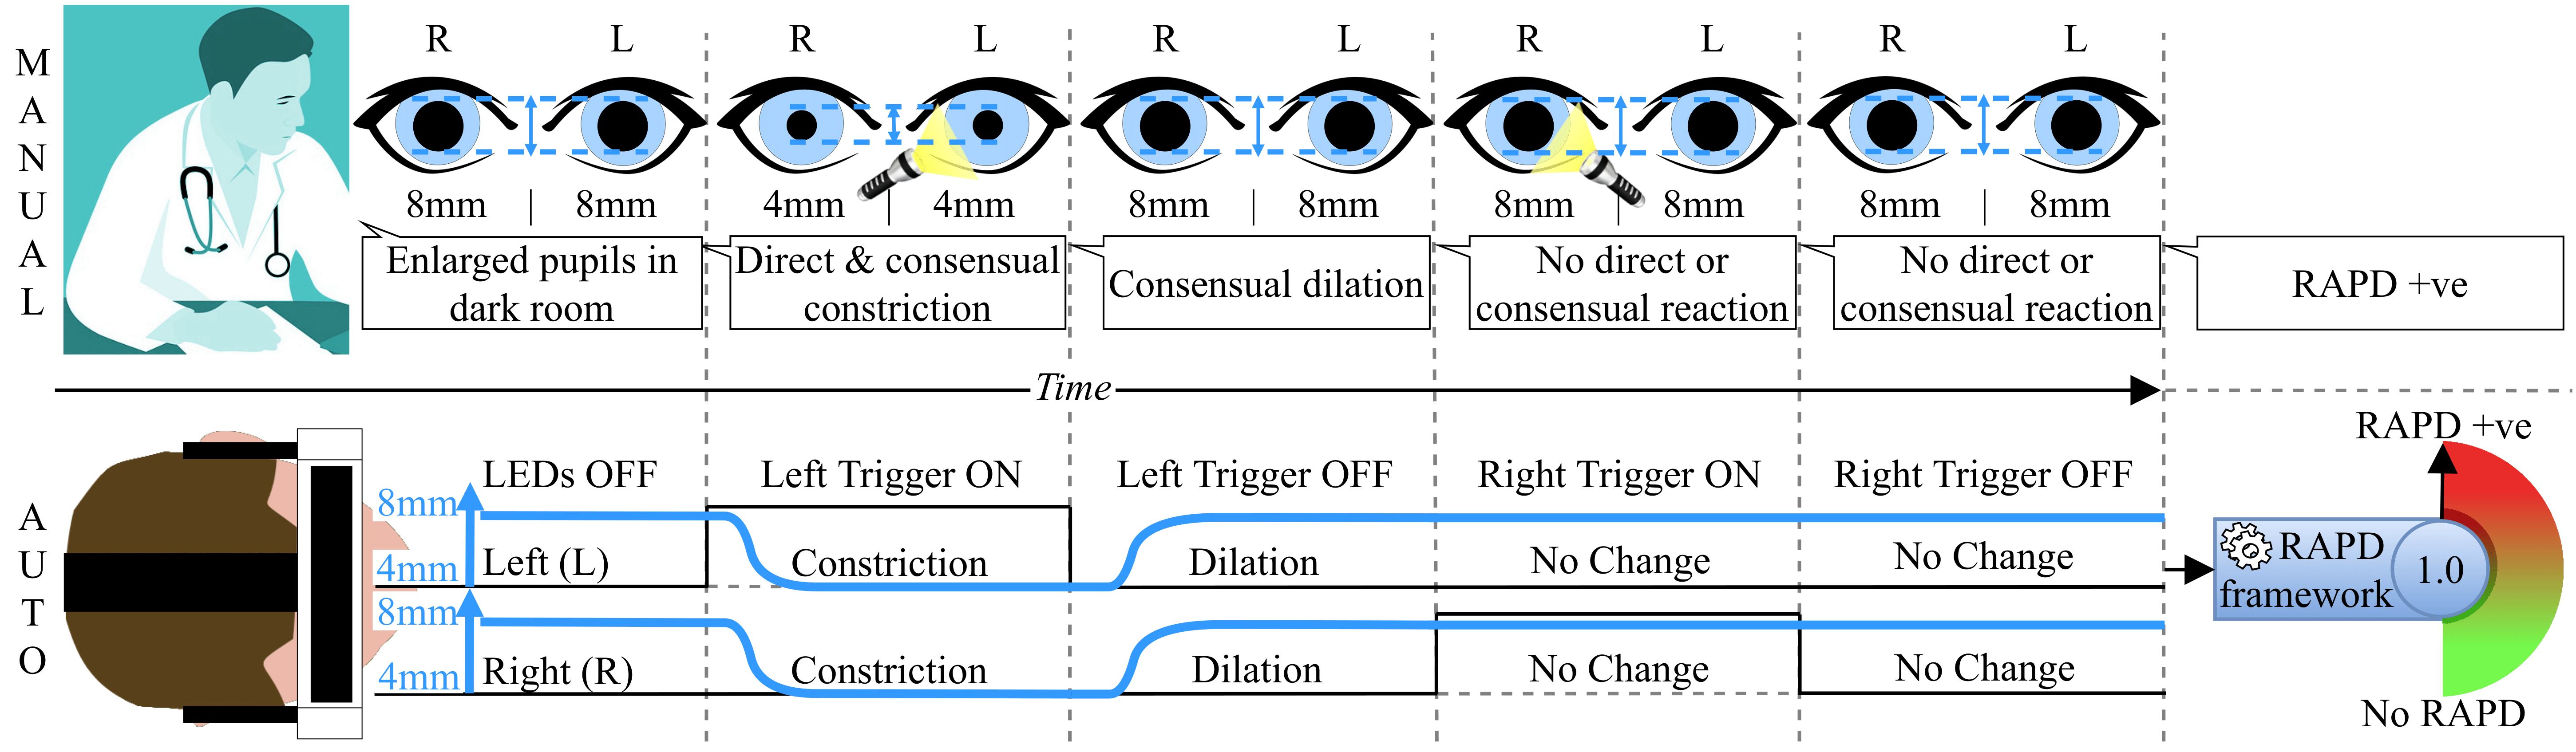 MANUAL
R L
8mm | 8mm
Enlarged pupils in
dark room
R L
4mm | 4mm
Direct & consensual
constriction
R L
8mm | 8mm
Consensual dilation
R L
8mm | 8mm
No direct or
consensual reaction
R L
8mm | 8mm
No direct or
consensual reaction
RAPD +ve
Time
AUTO
LEDs OFF
Left Trigger ON
Left Trigger OFF
Right Trigger ON
Right Trigger OFF
8mm
4mm
Left (L)
Constriction
Dilation
No Change
No Change
8mm
4mm
Right (R)
Constriction
Dilation
No Change
No Change
RAPD +ve
RAPD
framework
1.0
No RAPD